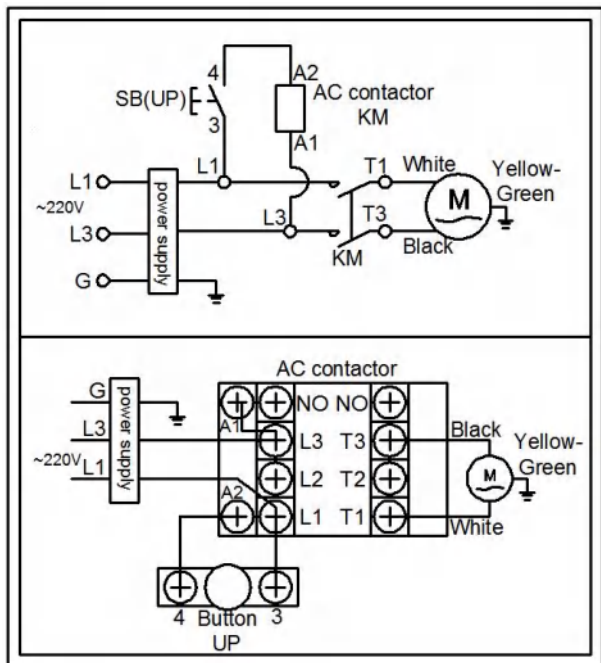 4
A2
SB(UP)
AC contactor
KM
3
A1
L1
L1
T1
White
Yellow-
Green
~220V
power supply
M
L3
L3
T3
KM
Black
G
AC contactor
G
power supply
NO
NO
A1
L3
L3
T3
Black
Yellow-
Green
~220V
L2
T2
M
L1
A2
L1
T1
White
4
Button
3
UP